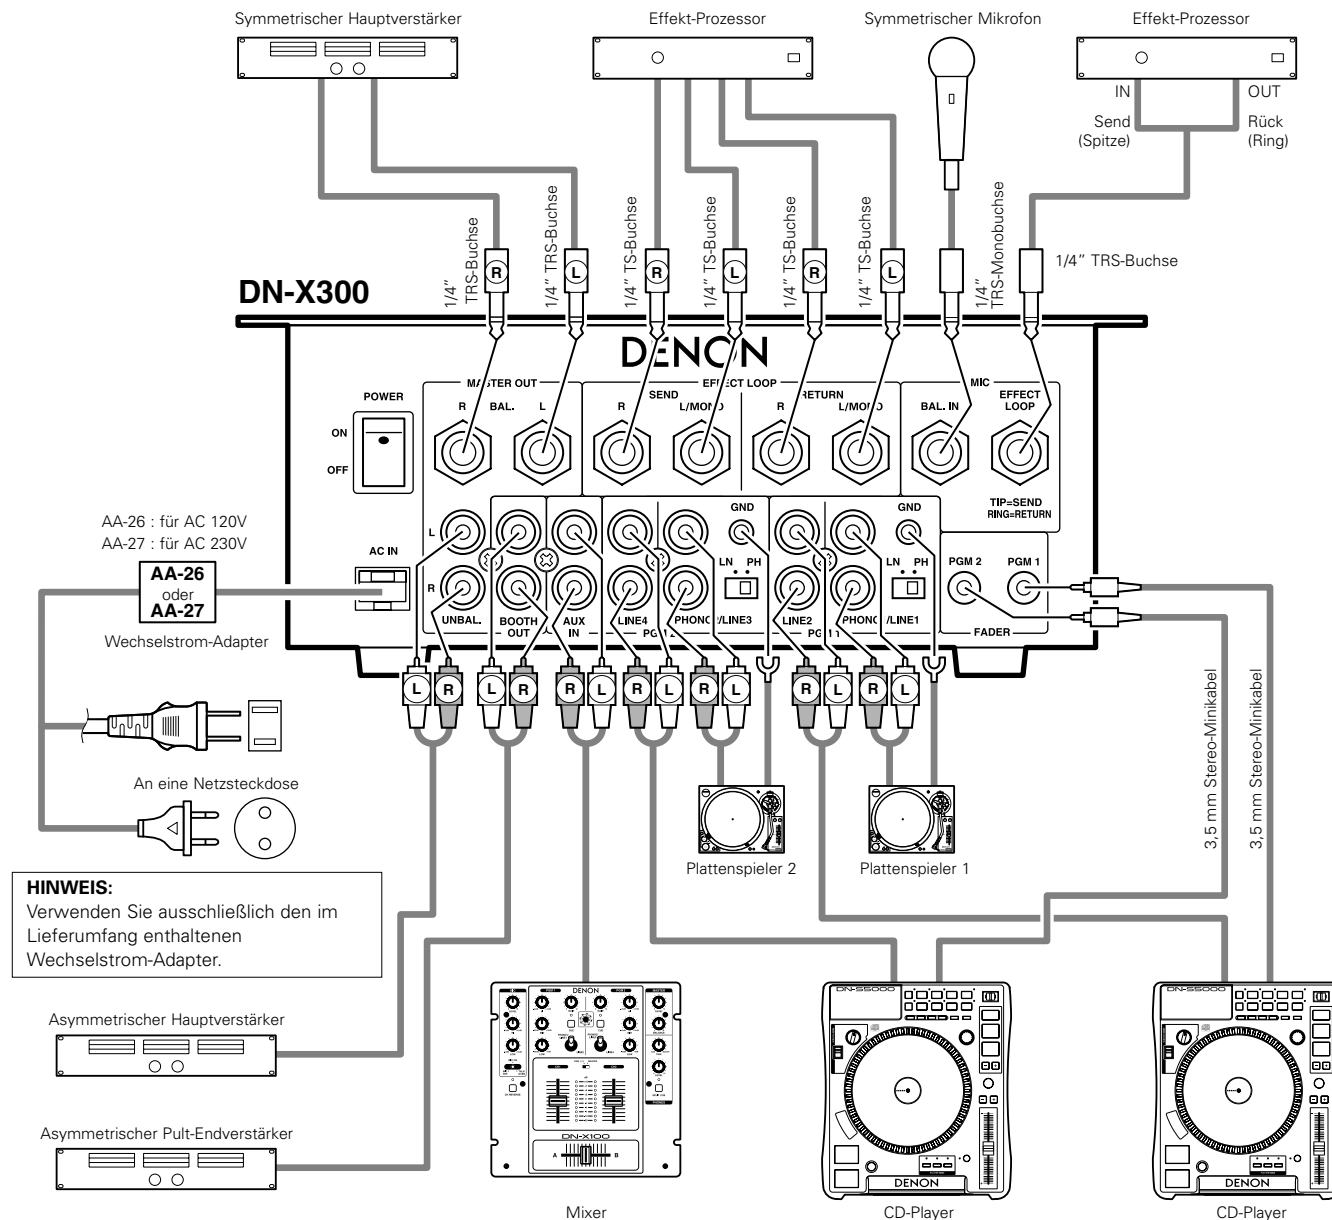 Symmetrischer Hauptverstärker
Effekt-Prozessor
Symmetrischer Mikrofon
Effekt-Prozessor
IN
OUT
Send
(Spitze)
Rück
(Ring)
1/4” TRS-Buchse
1/4” TRS-Buchse
1/4” TS-Buchse
1/4” TS-Buchse
1/4” TS-Buchse
1/4” TS-Buchse
1/4” TRS-Monobuchse
1/4” TRS-Buchse
R
L
R
L
R
L
DN-X300
DENON
MASTER OUT
EFFECT LOOP
MIC
SEND
RETURN
EFFECT
LOOP
POWER
R
BAL.
L
R
L/MONO
R
L/MONO
BAL. IN
ON
OFF
TIP=SEND
RING=RETURN
GND
GND
AA-26 : für AC 120V
AA-27 : für AC 230V
AC IN
L
LN
PH
LN
PH
PGM 2
PGM 1
AA-26
oder
AA-27
R
UNBAL.
BOOTH
OUT
AUX
IN
LINE4
PHONO2/LINE3
LINE2
PHONO1/LINE1
PGM 2
PGM 1
FADER
Wechselstrom-Adapter
L
R
L
R
R
L
R
L
R
L
R
L
R
L
An eine Netzsteckdose
3,5 mm Stereo-Minikabel
3,5 mm Stereo-Minikabel
Plattenspieler 2
Plattenspieler 1
HINWEIS:
Verwenden Sie ausschließlich den im
Lieferumfang enthaltenen
Wechselstrom-Adapter.
Asymmetrischer Hauptverstärker
Asymmetrischer Pult-Endverstärker
DENON
DN-X100
A
B
DN-S5000
DENON
DN-S5000
DENON
Mixer
CD-Player
CD-Player